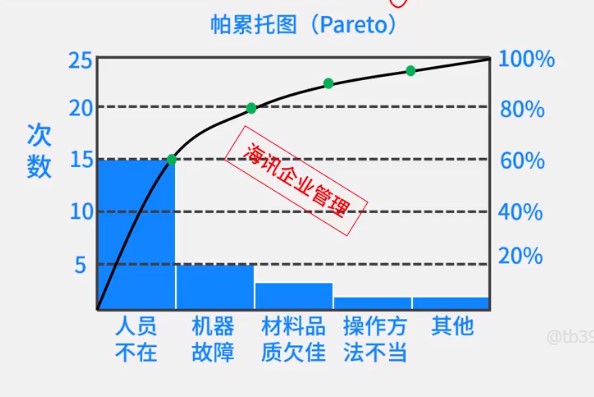 帕累托图（Pareto）
25
20
15
10
5
次
数
100%
80%
60%
40%
20%
海讯企业管理
人员
不在
机器
故障
材料品
质欠佳
操作方
法不当
其他
@tb39